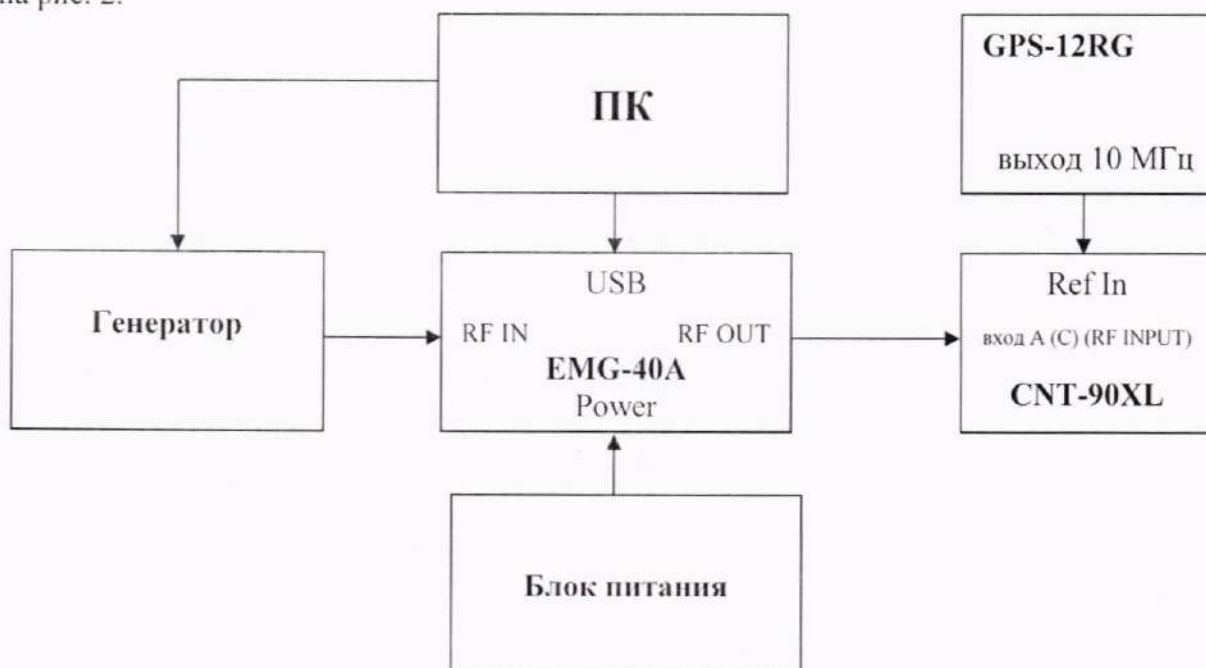 на рис. 2.
ПК
GPS-12RG
выход 10 МГц
Генератор
USB
RF IN RF OUT
EMG-40A
Power
Ref In
вход A (C) (RF INPUT)
CNT-90XL
Блок питания